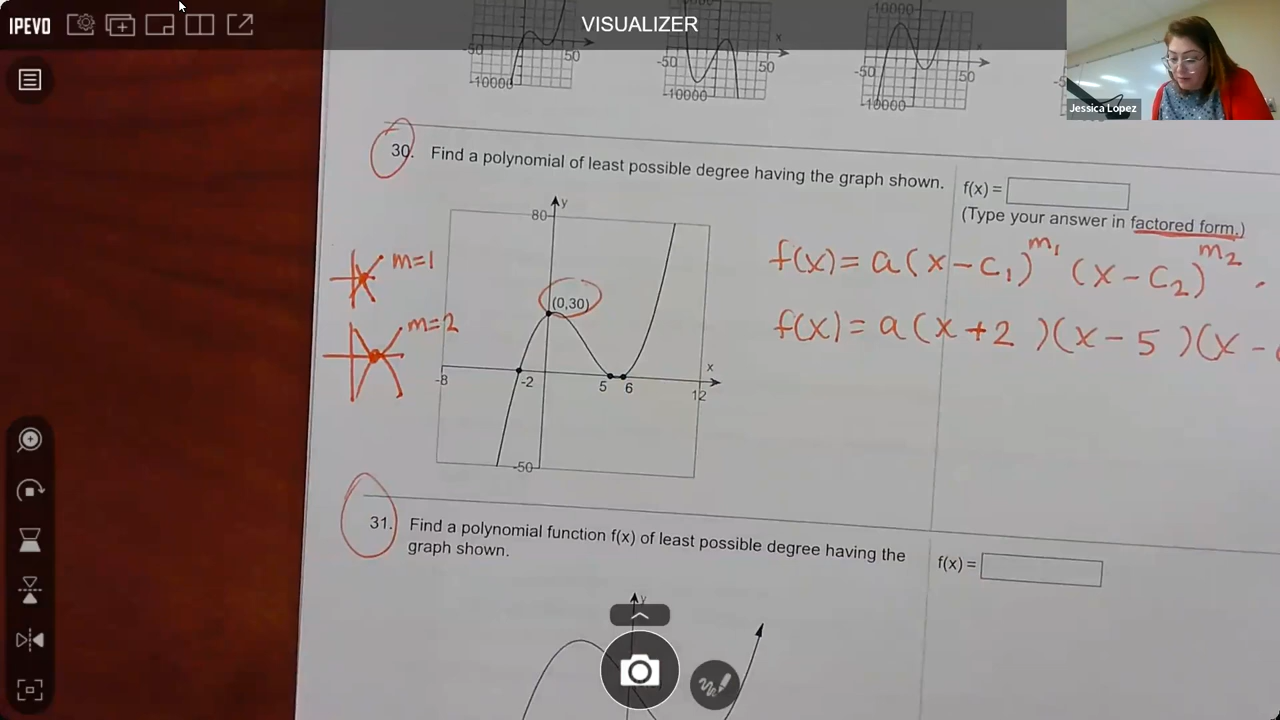 IPEVO
VISUALIZER
Jessica Lopez
-50
50
-10000
-50
50
-10000
10000
-50
50
-10000
x
x
30. Find a polynomial of least possible degree having the graph shown.
f(x) =
(Type your answer in factored form.)
80
y
(0,30)
-8
-2
5
6
x
12
-50
m=1
m=2
f(x) = a(x-c₁)^m₁ (x-c₂)^m₂ .
f(x) = a(x+2)(x-5)(x-
31. Find a polynomial function f(x) of least possible degree having the
graph shown.
f(x) =
y